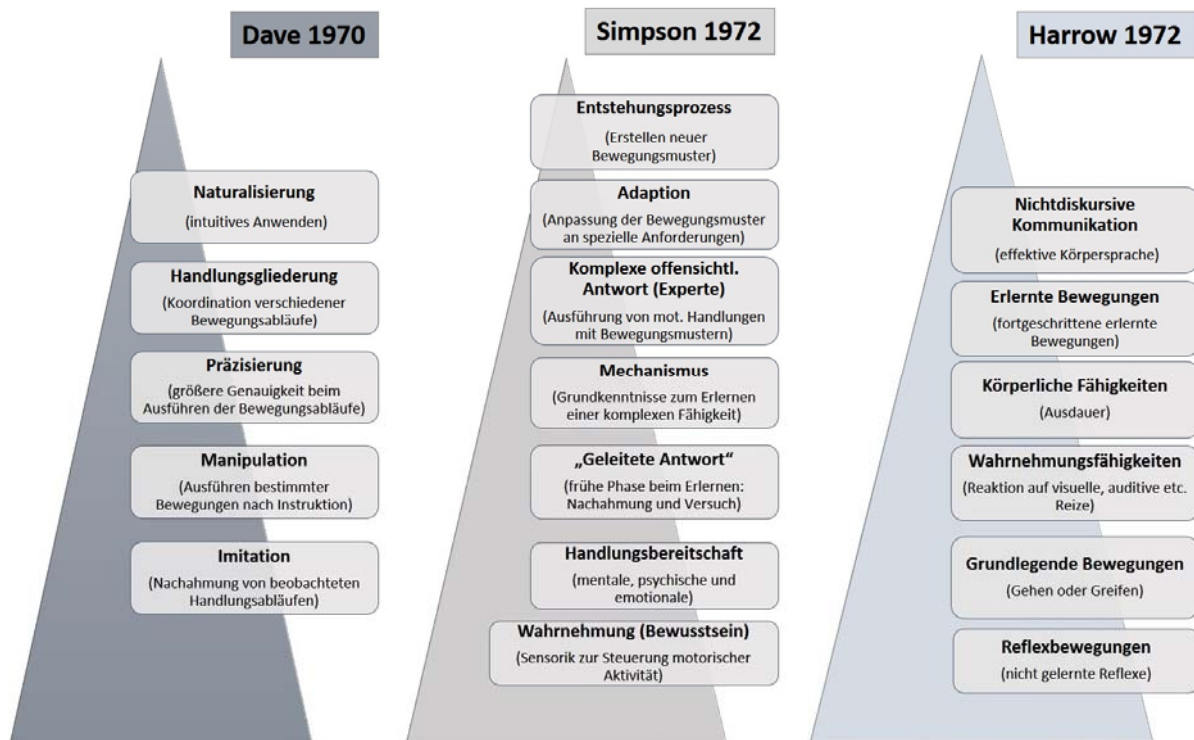 Dave 1970
Naturalisierung
(intuitives Anwenden)
Handlungsgliederung
(Koordination verschiedener
Bewegungsabläufe)
Präzisierung
(größere Genauigkeit beim
Ausführen der Bewegungsabläufe)
Manipulation
(Ausführen bestimmter
Bewegungen nach Instruktion)
Imitation
(Nachahmung von beobachteten
Handlungsabläufen)
Simpson 1972
Entstehungsprozess
(Erstellen neuer
Bewegungsmuster)
Adaption
(Anpassung der Bewegungsmuster
an spezielle Anforderungen)
Komplexe offensichtl.
Antwort (Experte)
(Ausführung von mot. Handlungen
mit Bewegungsmustern)
Mechanismus
(Grundkenntnisse zum Erlernen
einer komplexen Fähigkeit)
„Geleitete Antwort“
(frühe Phase beim Erlernen:
Nachahmung und Versuch)
Handlungsbereitschaft
(mentale, psychische und
emotionale)
Wahrnehmung (Bewusstsein)
(Sensorik zur Steuerung motorischer
Aktivität)
Harrow 1972
Nichtdiskursive
Kommunikation
(effektive Körpersprache)
Erlernte Bewegungen
(fortgeschrittene erlernte
Bewegungen)
Körperliche Fähigkeiten
(Ausdauer)
Wahrnehmungsfähigkeiten
(Reaktion auf visuelle, auditive etc.
Reize)
Grundlegende Bewegungen
(Gehen oder Greifen)
Reflexbewegungen
(nicht gelernte Reflexe)